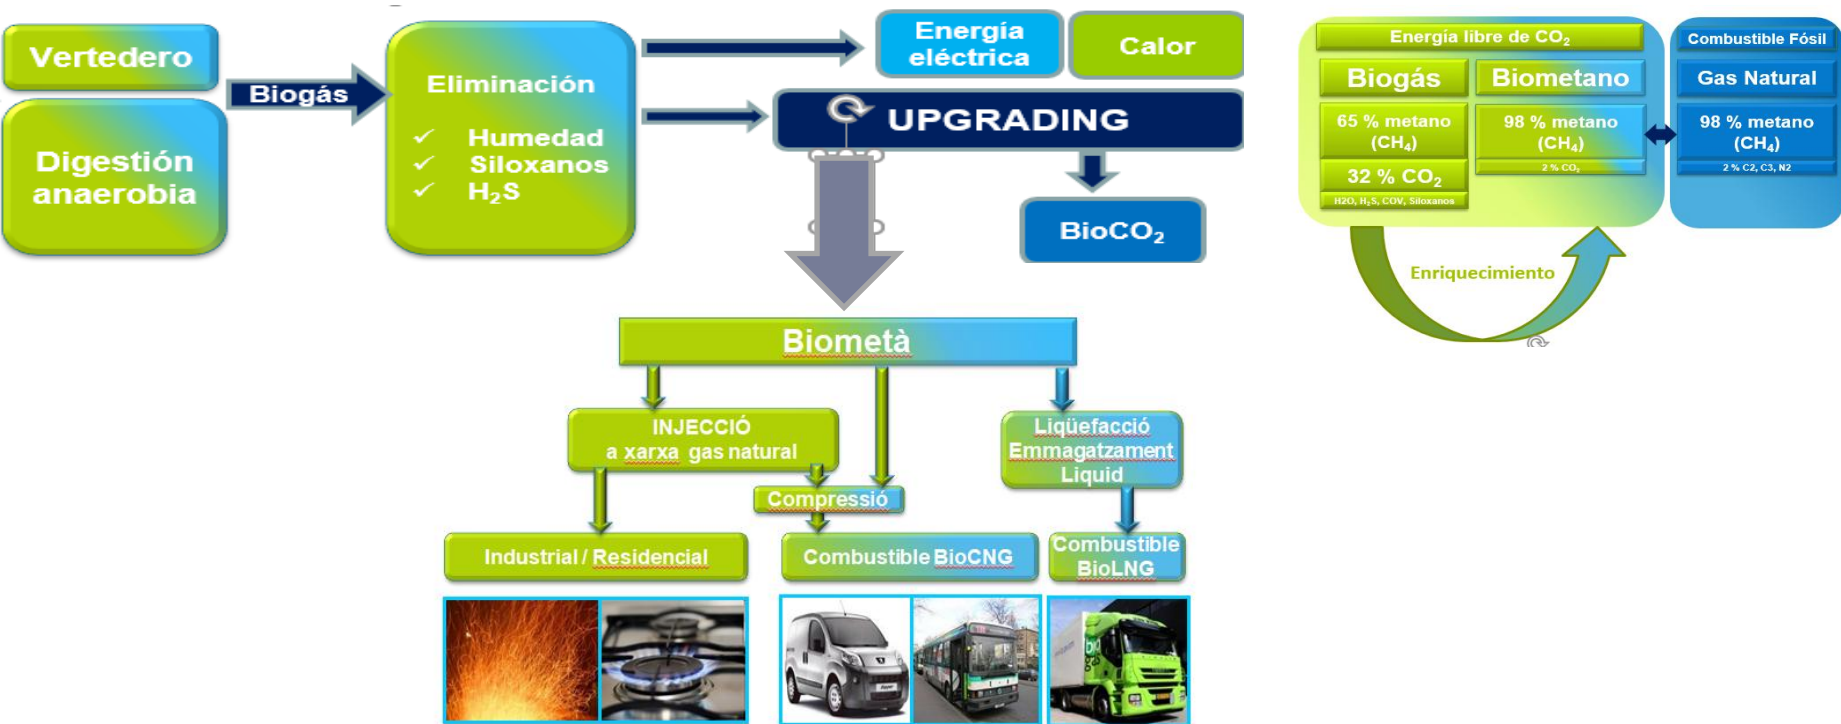 Vertedero
Digestión
anaerobia
Biogás
Eliminación
✓ Humedad
✓ Siloxanos
✓ H₂S
Energía
eléctrica
Calor
UPGRADING
BioCO₂
Biometà
INJECCIÓ
a xarxa gas natural
Compressió
Liqüefacció
Emmagatzament
Liquid
Industrial / Residencial
Combustible BioCNG
Combustible
BioLNG
Energía libre de CO₂
Biogás
65 % metano
(CH₄)
32 % CO₂
H2O, H₂S, COV, Siloxanos
Biometano
98 % metano
(CH₄)
2 % CO₂
Combustible Fósil
Gas Natural
98 % metano
(CH₄)
2 % C2, C3, N2
Enriquecimiento